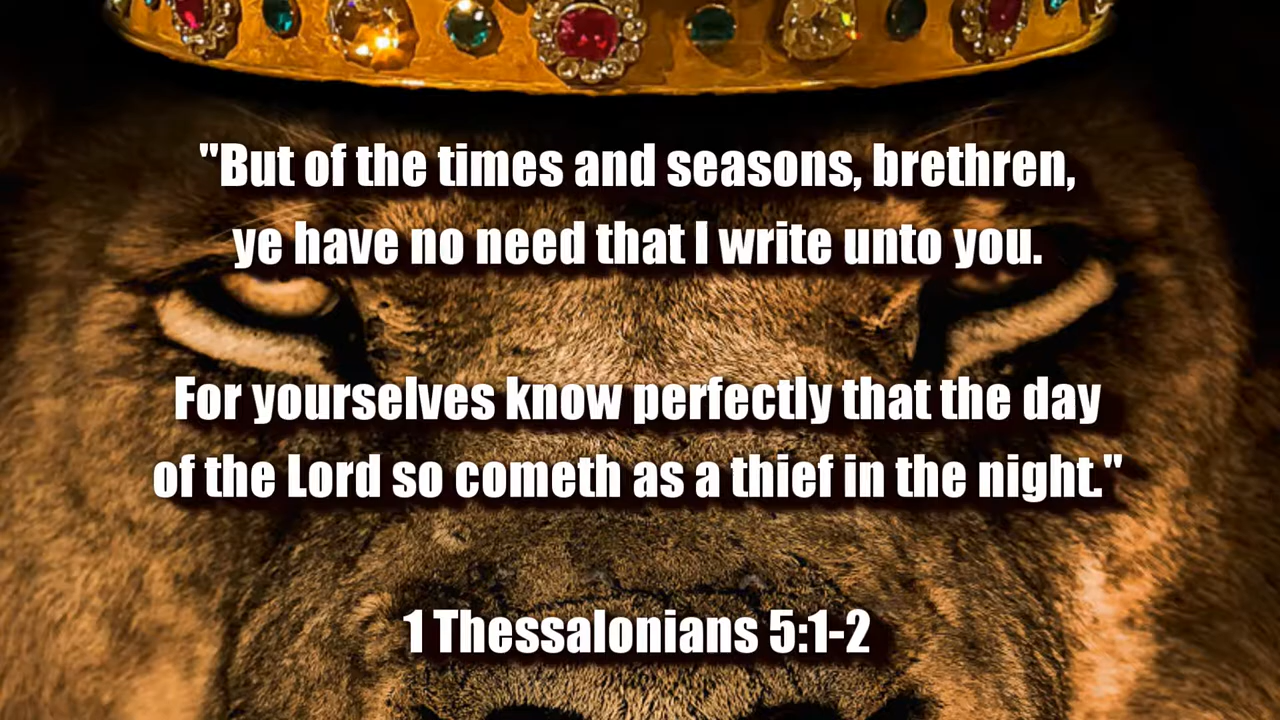 "But of the times and seasons, brethren,
ye have no need that I write unto you.
For yourselves know perfectly that the day
of the Lord so cometh as a thief in the night."
1 Thessalonians 5:1-2